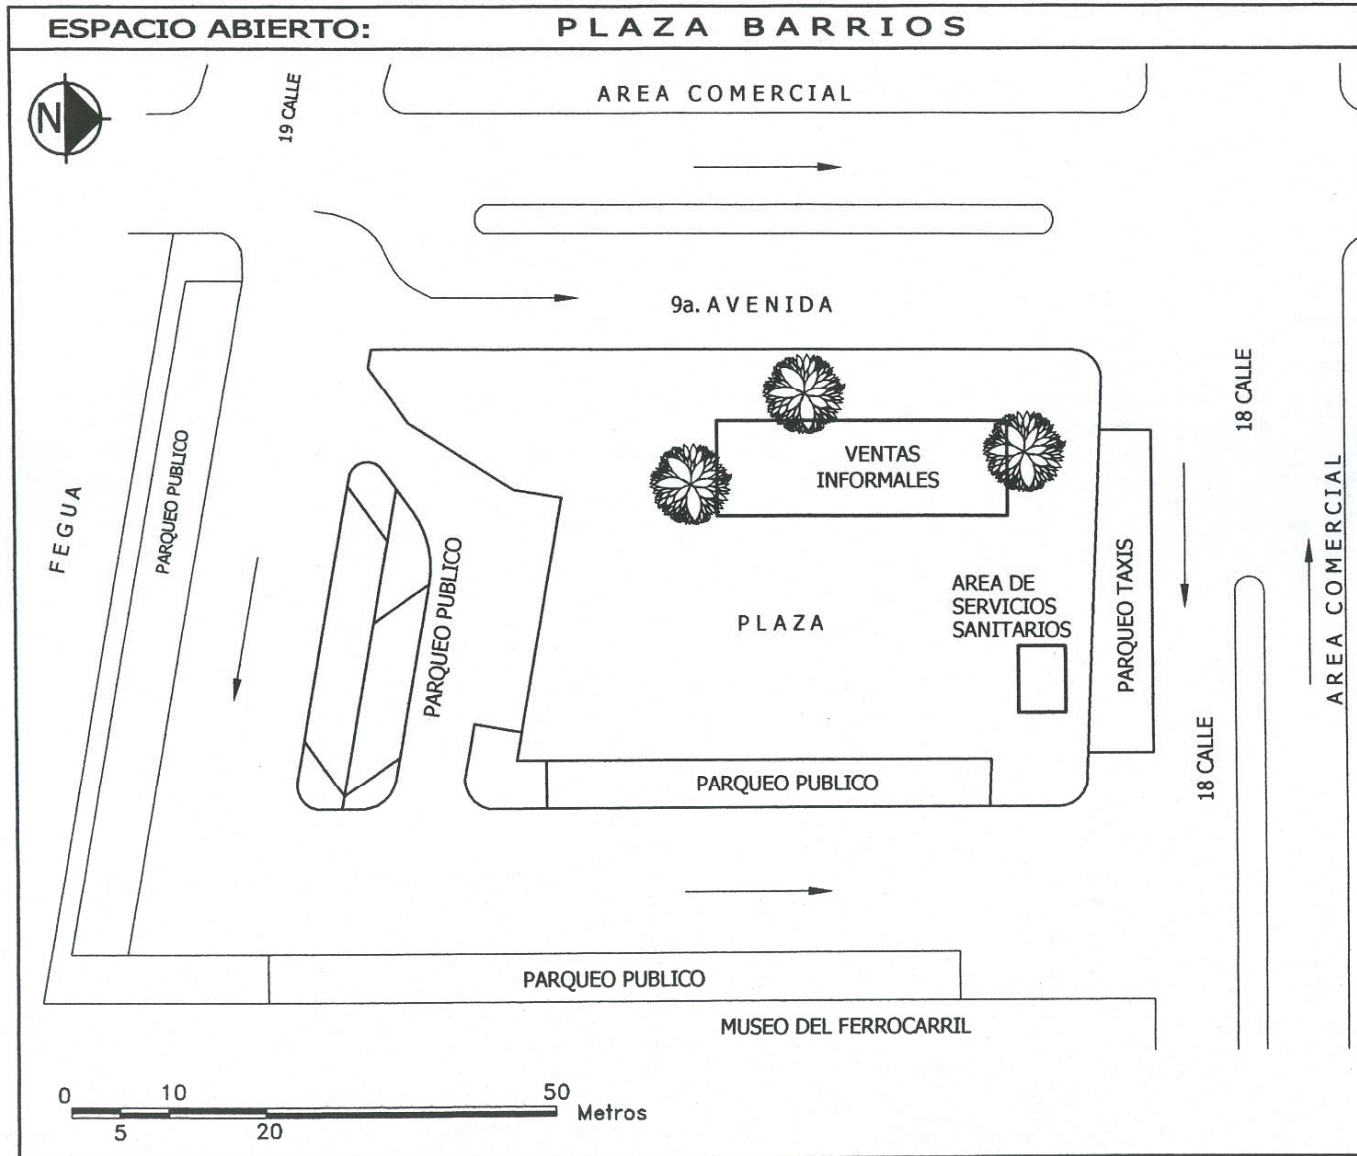 ESPACIO ABIERTO: PLAZA BARRIOS
N
19 CALLE
AREA COMERCIAL
9a. AVENIDA
18 CALLE
FEGUA
PARQUEO PUBLICO
PARQUEO PUBLICO
VENTAS
INFORMALES
PLAZA
AREA DE
SERVICIOS
SANITARIOS
PARQUEO TAXIS
AREA COMERCIAL
18 CALLE
PARQUEO PUBLICO
PARQUEO PUBLICO
MUSEO DEL FERROCARRIL
0 10 50
Metros
5 20